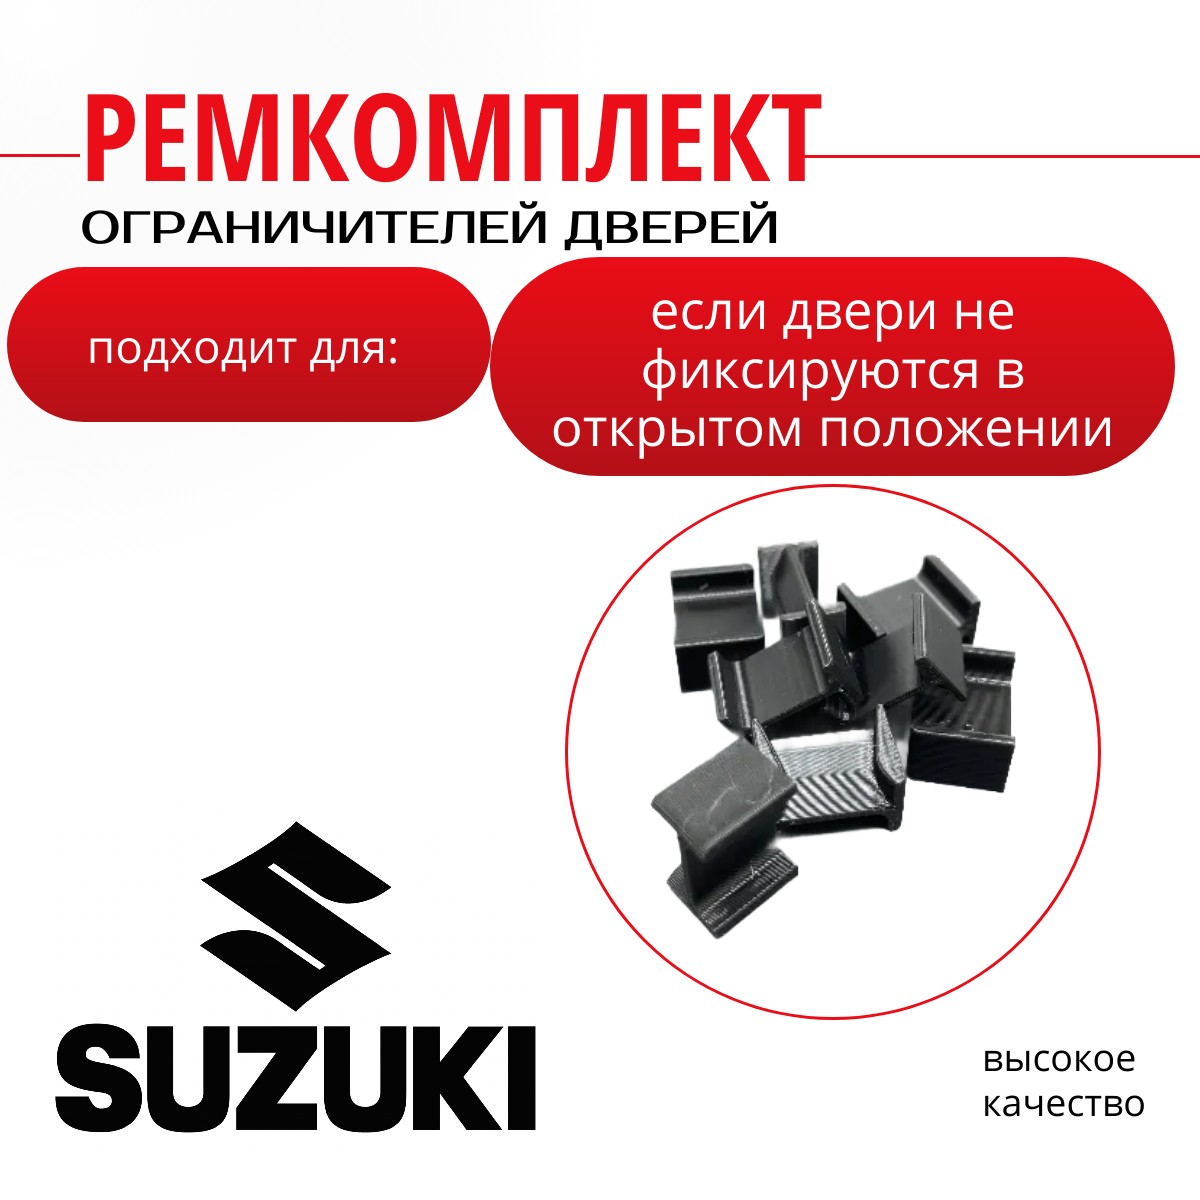 РЕМКОМПЛЕКТ
ОГРАНИЧИТЕЛЕЙ ДВЕРЕЙ
подходит для:
если двери не
фиксируются в
открытом положении
SUZUKI
высокое
качество